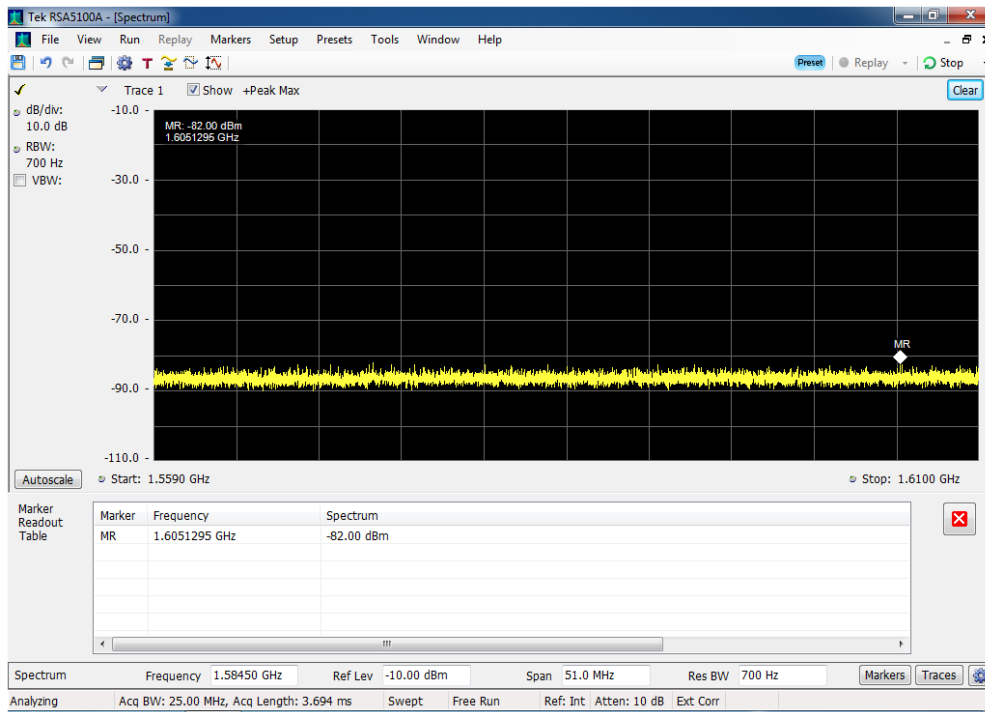 Tek RSA5100A - [Spectrum]
File View Run Replay Markers Setup Presets Tools Window Help
T Preset Replay Stop
Trace 1 Show +Peak Max Clear
dB/div:
10.0 dB
RBW:
700 Hz
VBW:
-10.0
MR: -82.00 dBm
1.6051295 GHz
-30.0
-50.0
-70.0
MR
-90.0
-110.0
Autoscale Start: 1.5590 GHz Stop: 1.6100 GHz
Marker
Readout
Table
Marker Frequency Spectrum
MR 1.6051295 GHz -82.00 dBm
Spectrum Frequency 1.58450 GHz Ref Lev -10.00 dBm Span 51.0 MHz Res BW 700 Hz Markers Traces
Analyzing Acq BW: 25.00 MHz, Acq Length: 3.694 ms Swept Free Run Ref: Int Atten: 10 dB Ext Corr